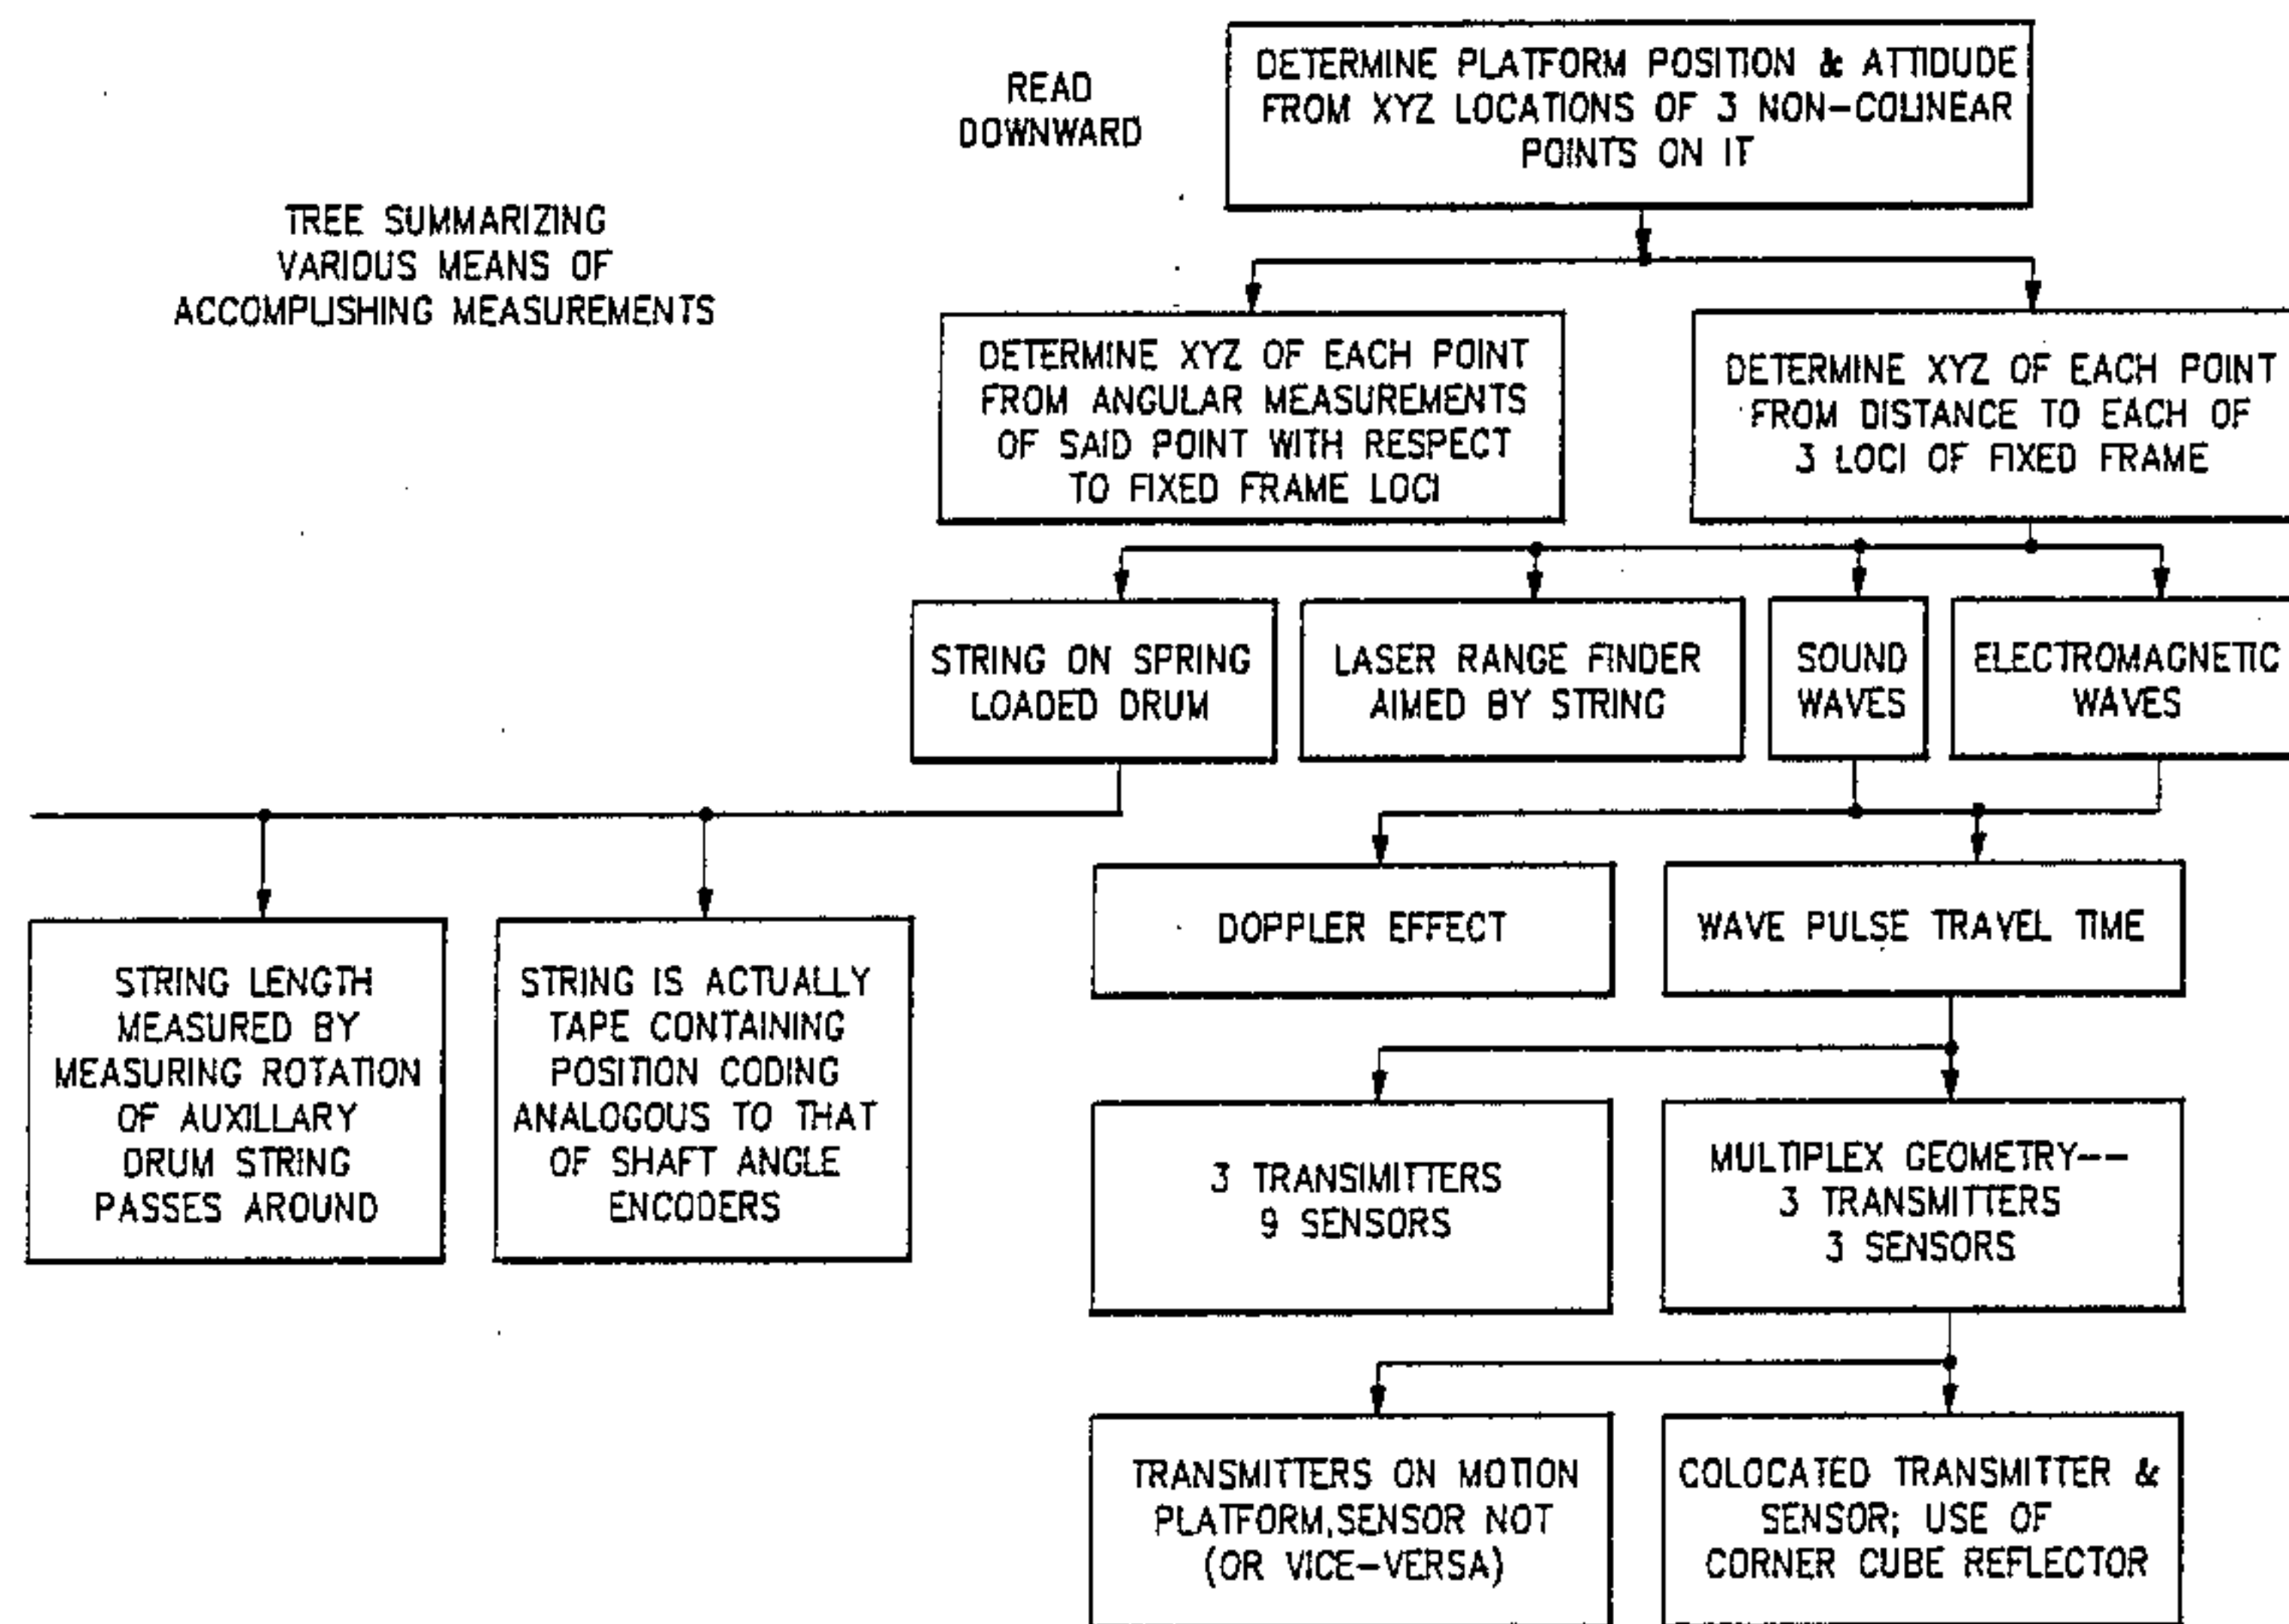 READ
DOWNWARD
DETERMINE PLATFORM POSITION & ATTIDUDE
FROM XYZ LOCATIONS OF 3 NON-COLINEAR
POINTS ON IT
TREE SUMMARIZING
VARIOUS MEANS OF
ACCOMPLISHING MEASUREMENTS
DETERMINE XYZ OF EACH POINT
FROM ANGULAR MEASUREMENTS
OF SAID POINT WITH RESPECT
TO FIXED FRAME LOCI
DETERMINE XYZ OF EACH POINT
FROM DISTANCE TO EACH OF
3 LOCI OF FIXED FRAME
STRING ON SPRING
LOADED DRUM
LASER RANGE FINDER
AIMED BY STRING
SOUND
WAVES
ELECTROMAGNETIC
WAVES
STRING LENGTH
MEASURED BY
MEASURING ROTATION
OF AUXILLARY
DRUM STRING
PASSES AROUND
STRING IS ACTUALLY
TAPE CONTAINING
POSITION CODING
ANALOGOUS TO THAT
OF SHAFT ANGLE
ENCODERS
DOPPLER EFFECT
WAVE PULSE TRAVEL TIME
3 TRANSIMITTERS
9 SENSORS
MULTIPLEX GEOMETRY--
3 TRANSMITTERS
3 SENSORS
TRANSMITTERS ON MOTION
PLATFORM,SENSOR NOT
(OR VICE-VERSA)
COLOCATED TRANSMITTER &
SENSOR; USE OF
CORNER CUBE REFLECTOR